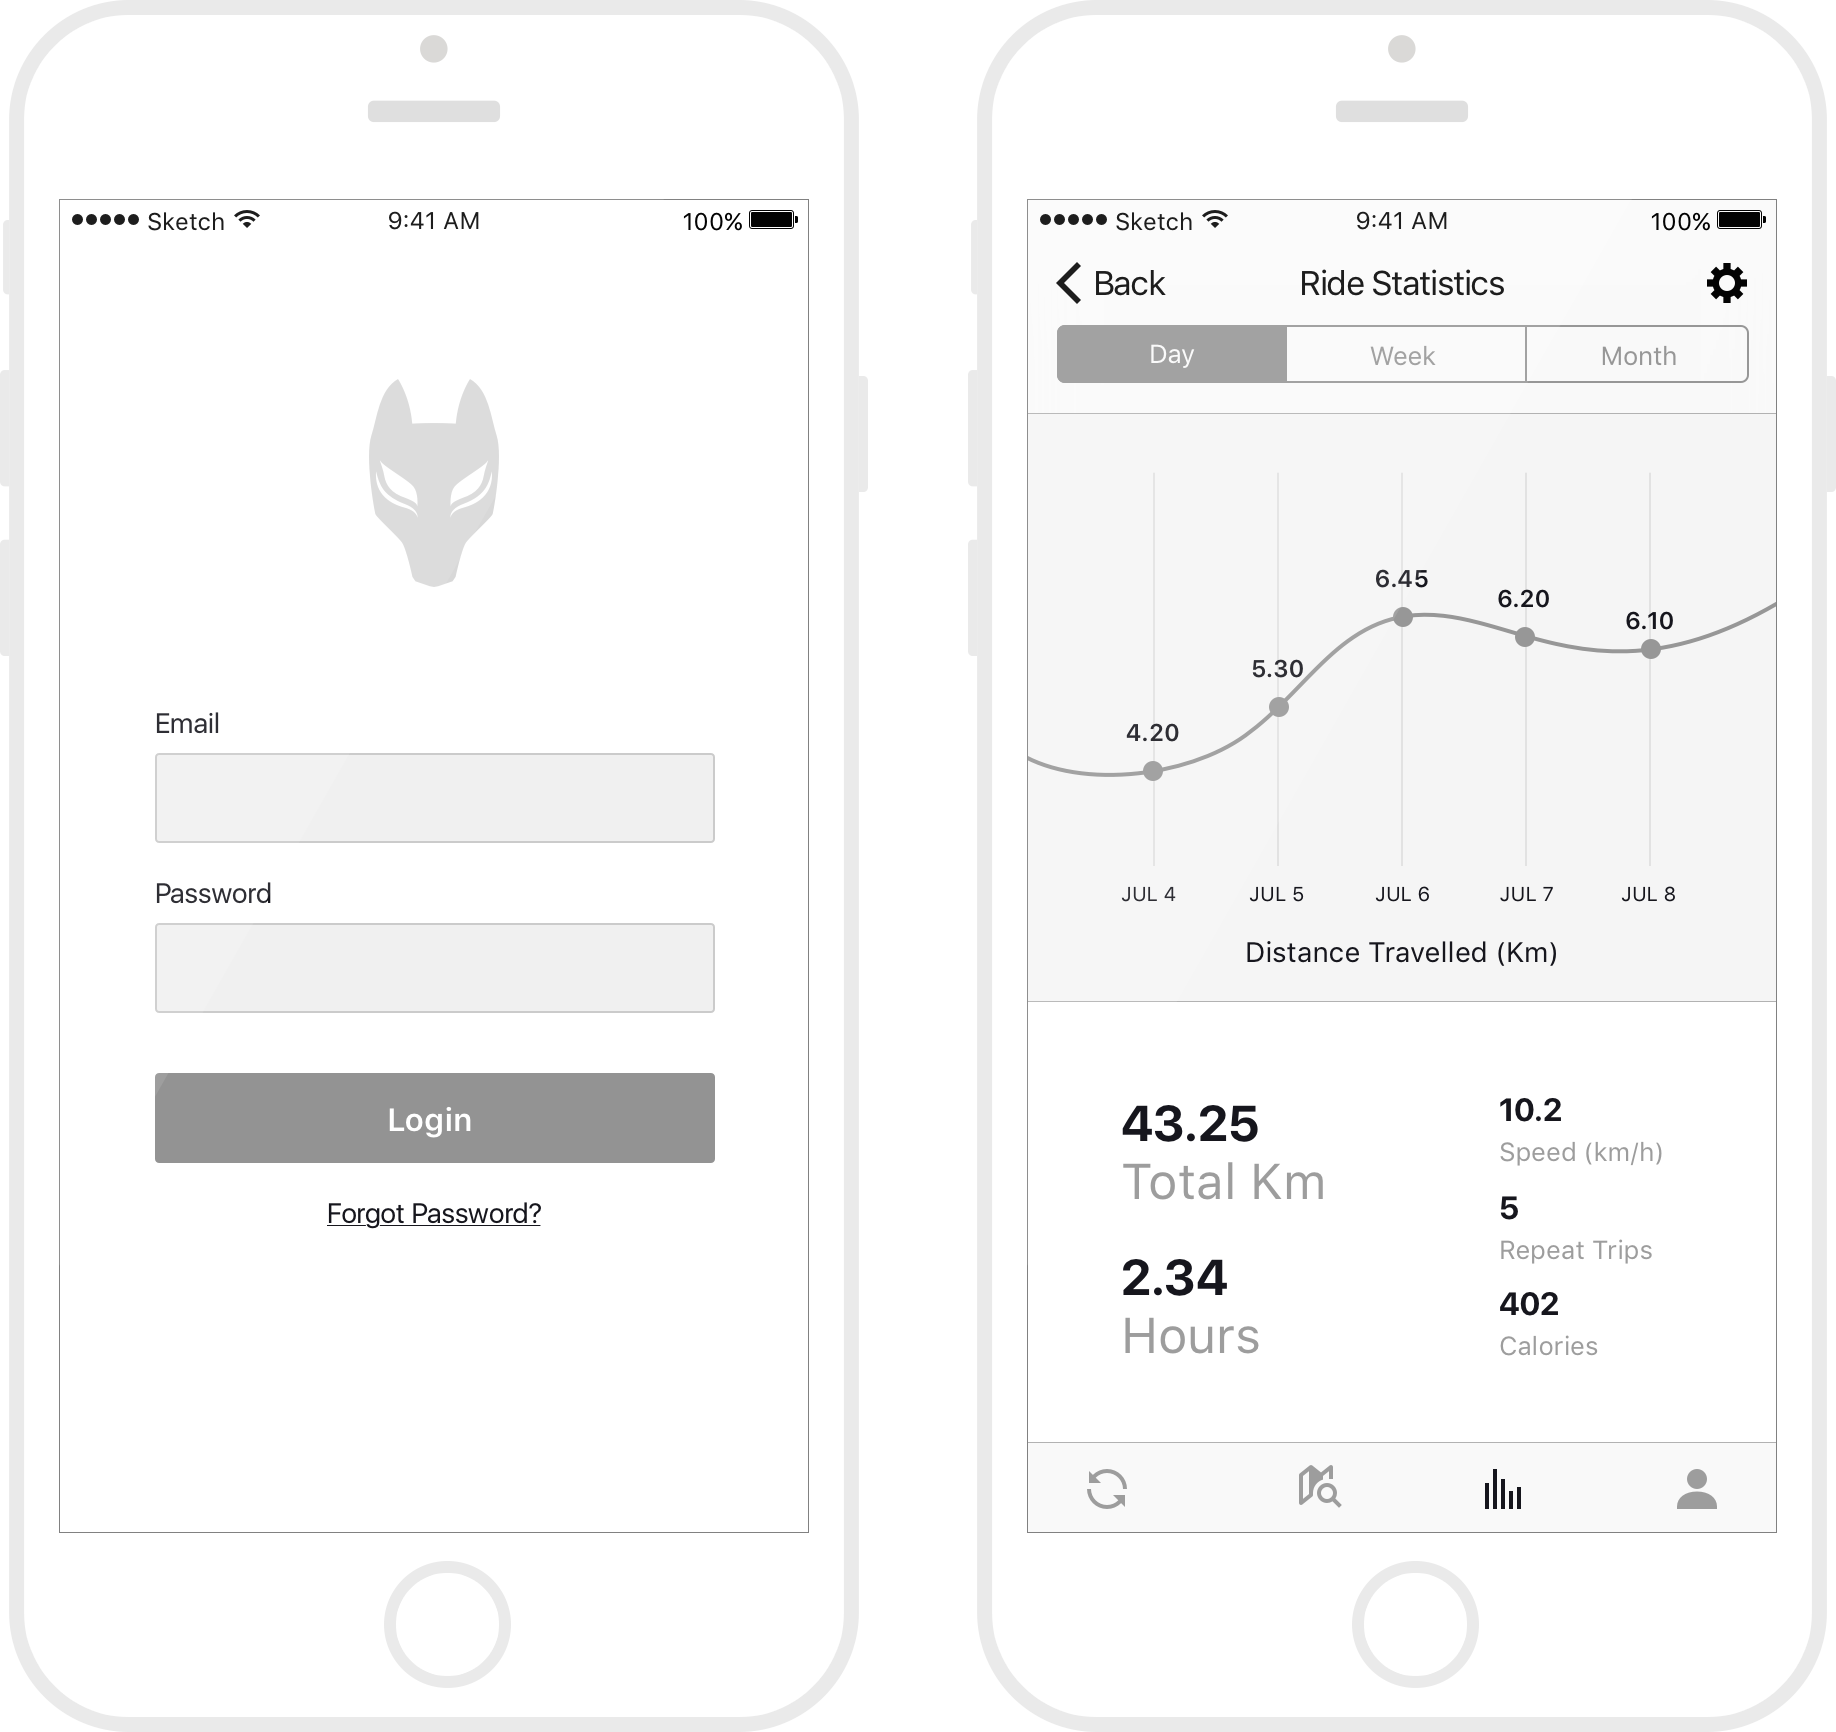 Sketch 9:41 AM 100%
Email
Password
Login
Forgot Password?
Sketch 9:41 AM 100%
Back Ride Statistics
Day Week Month
6.45
6.20
6.10
5.30
4.20
JUL 4 JUL 5 JUL 6 JUL 7 JUL 8
Distance Travelled (Km)
43.25
Total Km
2.34
Hours
10.2
Speed (km/h)
5
Repeat Trips
402
Calories